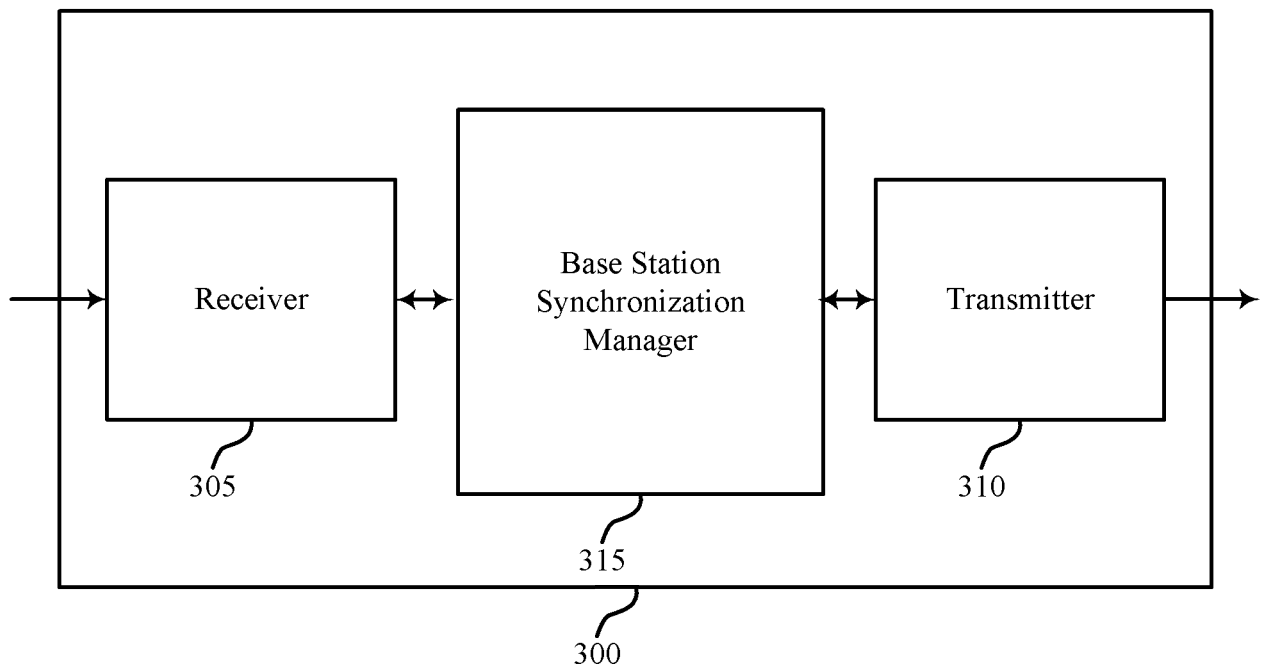 Receiver
Base Station
Synchronization
Manager
Transmitter
305
310
315
300